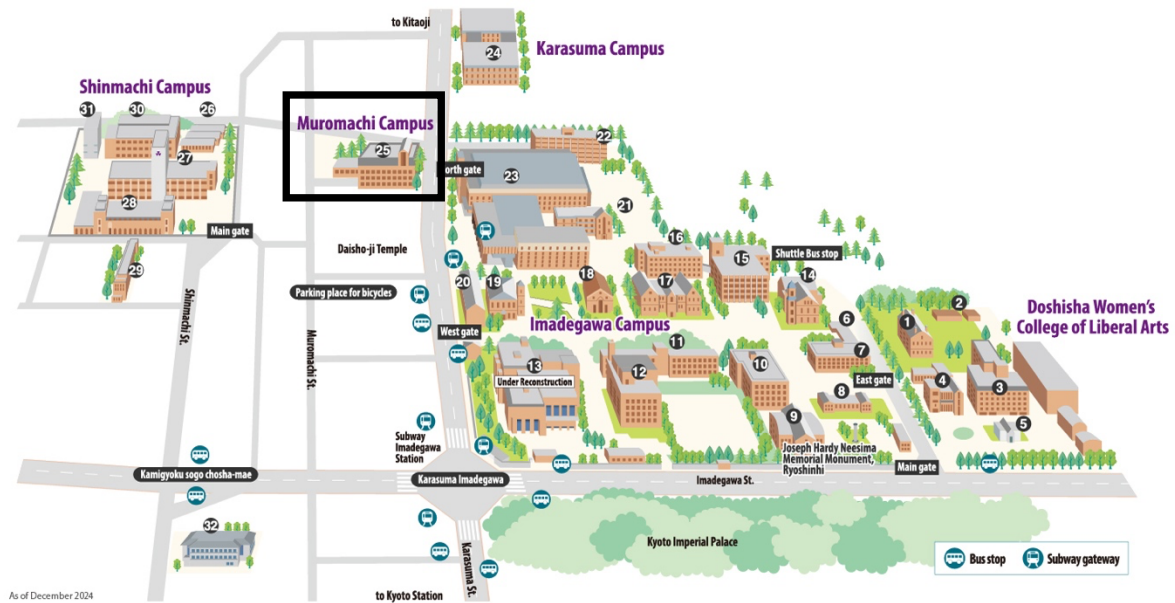 to Kitaoji
Karasuma Campus
24
Shinmachi Campus
31
30
26
27
28
Main gate
29
Muromachi Campus
25
North gate
22
23
21
Daisho-ji Temple
Parking place for bicycles
20
19
18
17
16
15
Shuttle Bus stop
14
West gate
Imadegawa Campus
Doshisha Women's
College of Liberal Arts
1
2
6
7
East gate
4
3
5
8
11
10
12
13
Under Reconstruction
9
Joseph Hardy Neesima
Memorial Monument,
Ryoshinhi
Main gate
Shinmachi St.
Muromachi St.
Subway
Imadegawa
Station
Kamigyoku sogo chosha-mae
Karasuma Imadegawa
Imadegawa St.
32
Kyoto Imperial Palace
Karasuma St.
to Kyoto Station
Bus stop
Subway gateway
As of December 2024